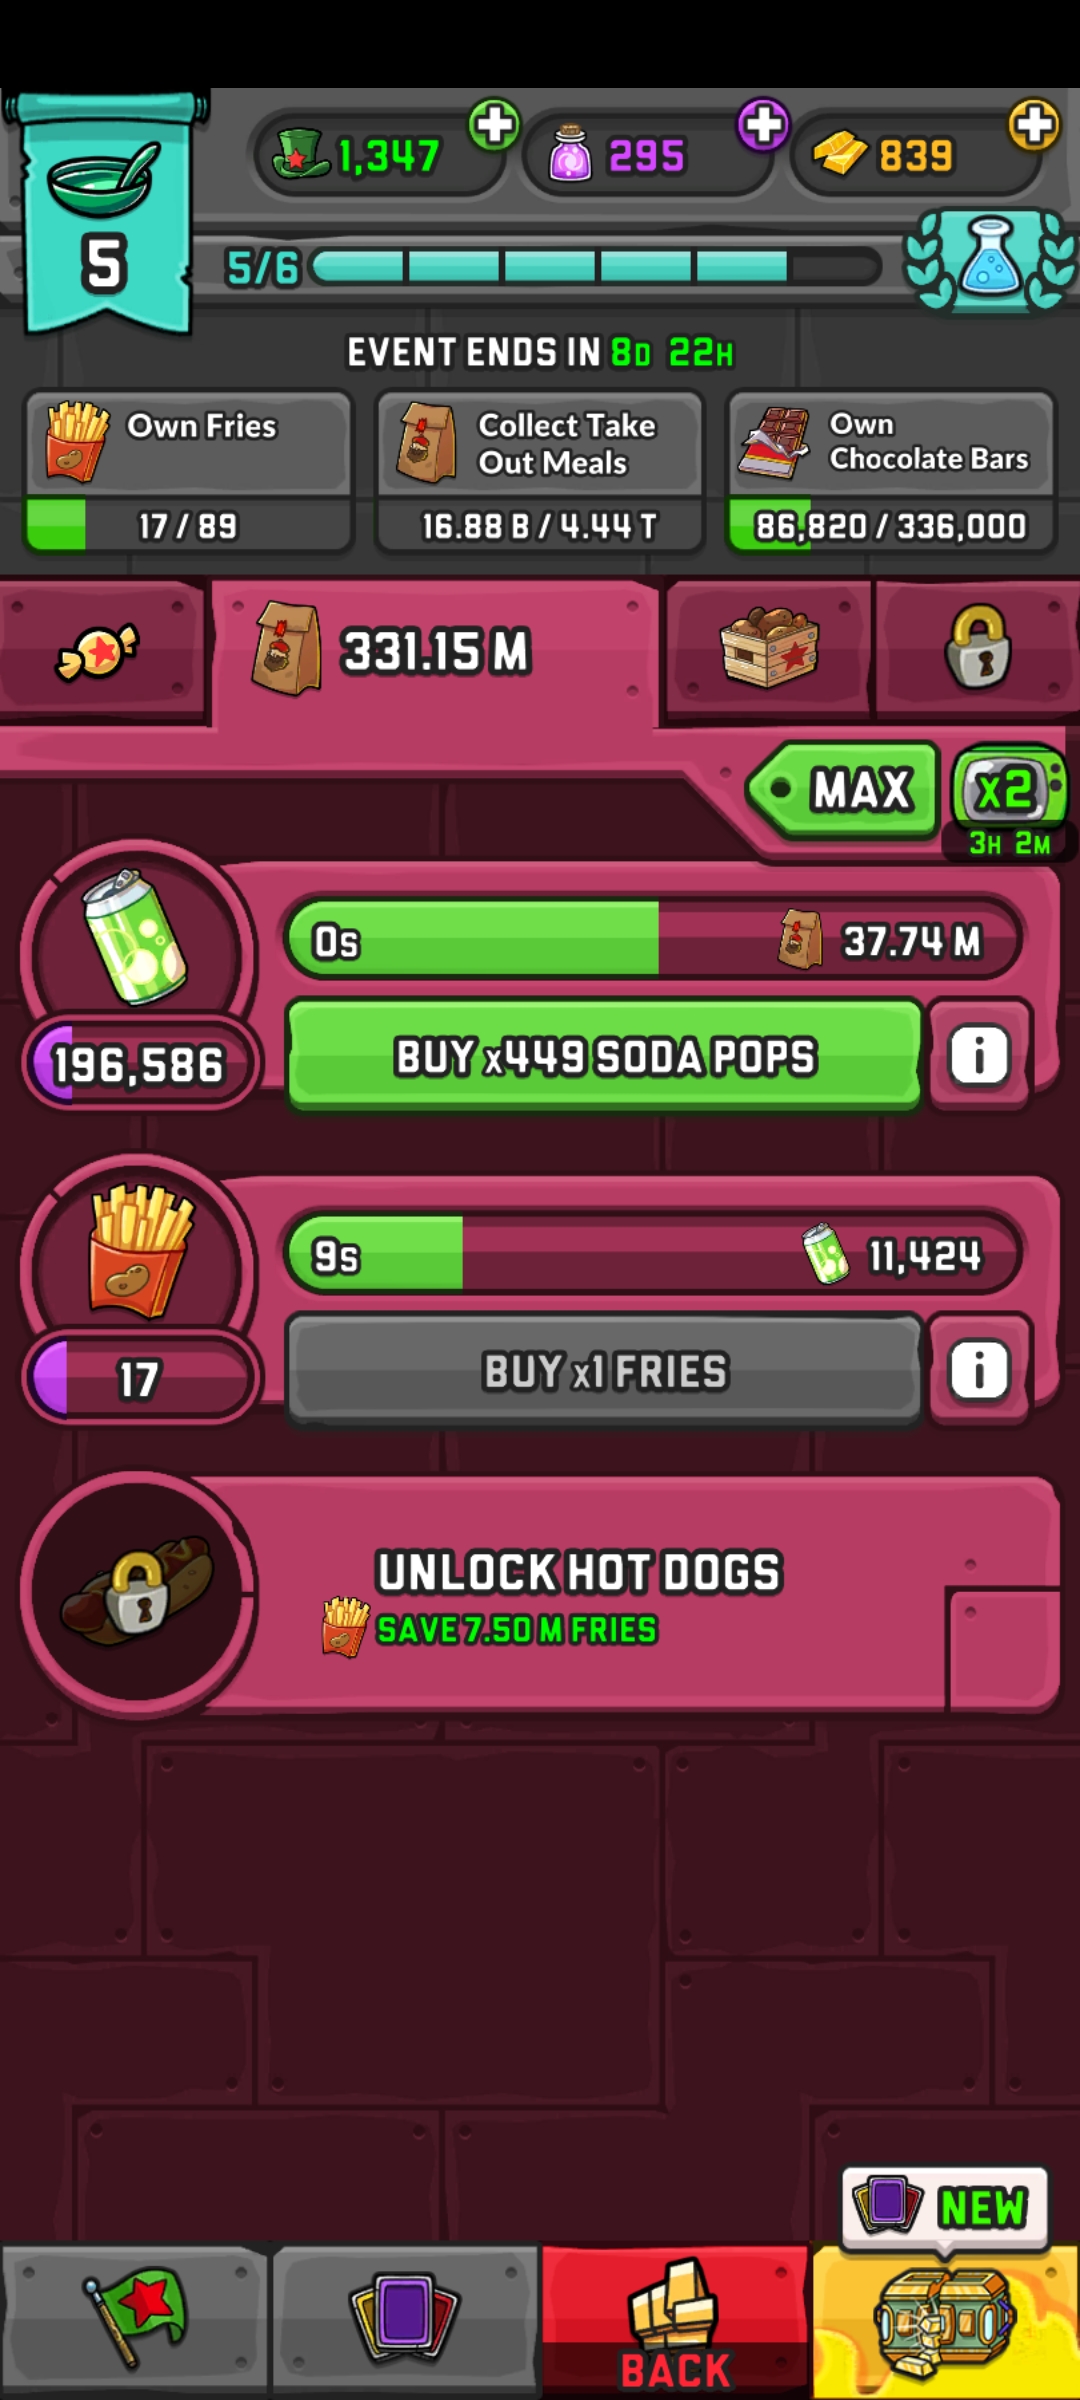 5
1,347
295
839
5/6
EVENT ENDS IN 8D 22H
Own Fries
17 / 89
Collect Take
Out Meals
16.88 B / 4.44 T
Own
Chocolate Bars
86,820 / 336,000
331.15 M
MAX
x2
3H 2M
0s
37.74 M
196,586
BUY x449 SODA POPS
i
9s
11,424
17
BUY x1 FRIES
i
UNLOCK HOT DOGS
SAVE 7.50 M FRIES
NEW
BACK